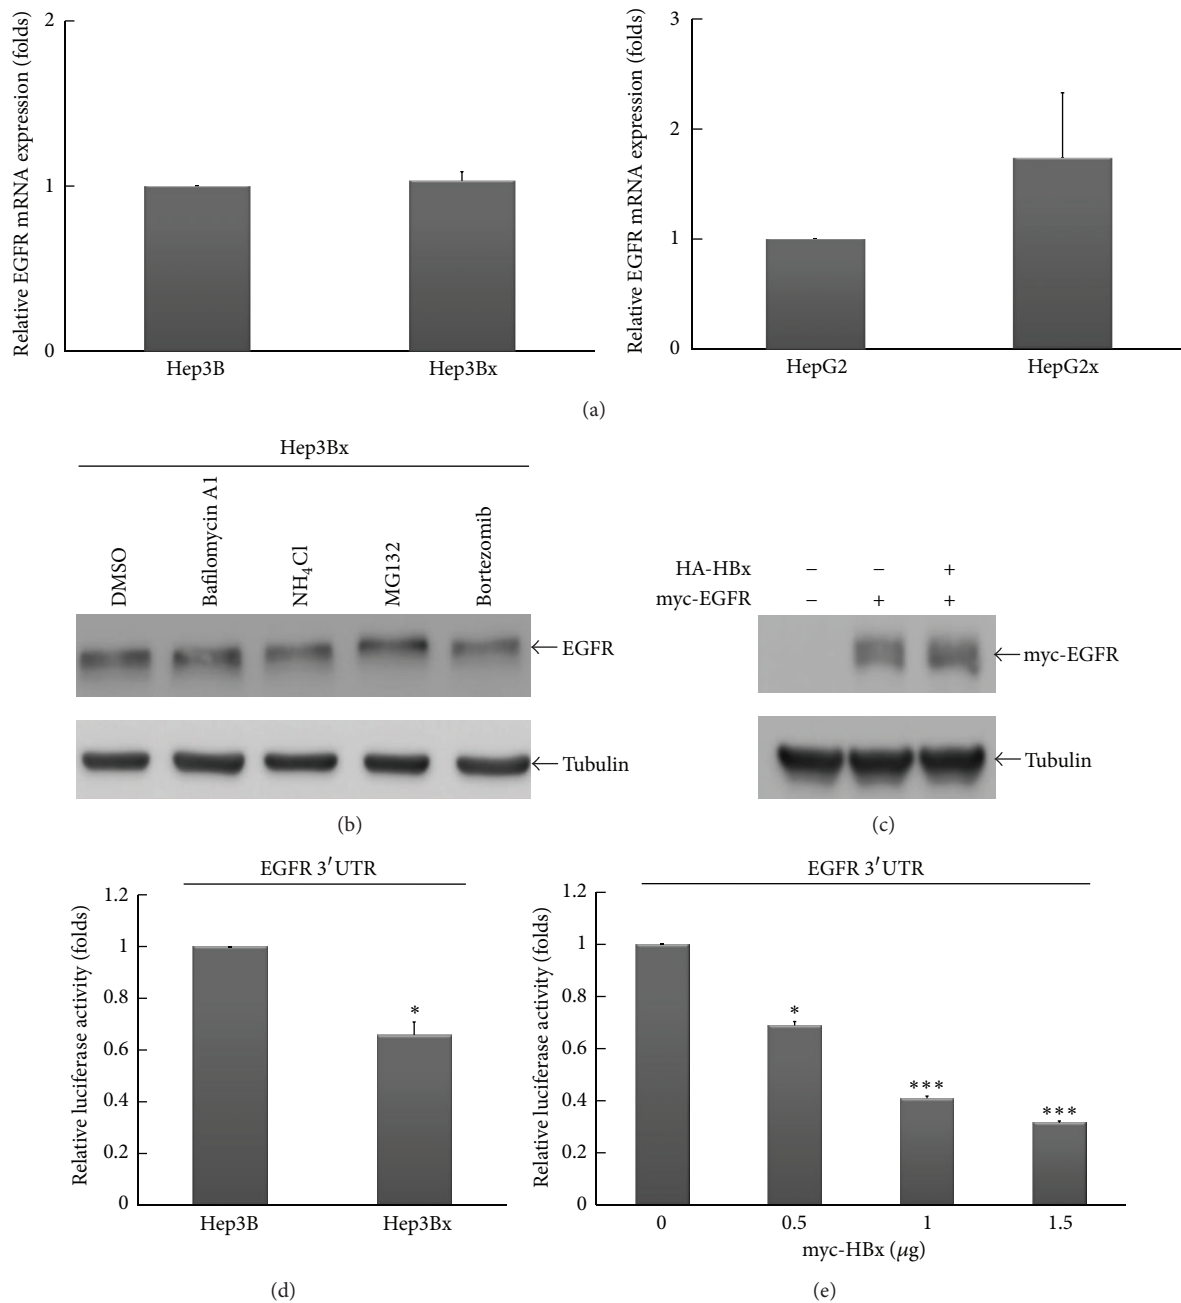 Relative EGFR mRNA expression (folds)
2
1
0
Hep3B
Hep3Bx
Relative EGFR mRNA expression (folds)
3
2
1
0
HepG2
HepG2x
(a)
Hep3Bx
DMSO
Bafilomycin A1
NH₄Cl
MG132
Bortezomib
EGFR
Tubulin
(b)
HA-HBx − − +
myc-EGFR − + +
myc-EGFR
Tubulin
(c)
EGFR 3′UTR
Relative luciferase activity (folds)
1.2
1
0.8
0.6
0.4
0.2
0
*
Hep3B
Hep3Bx
(d)
EGFR 3′UTR
Relative luciferase activity (folds)
1.2
1
0.8
0.6
0.4
0.2
0
*
***
***
0 0.5 1 1.5
myc-HBx (μg)
(e)